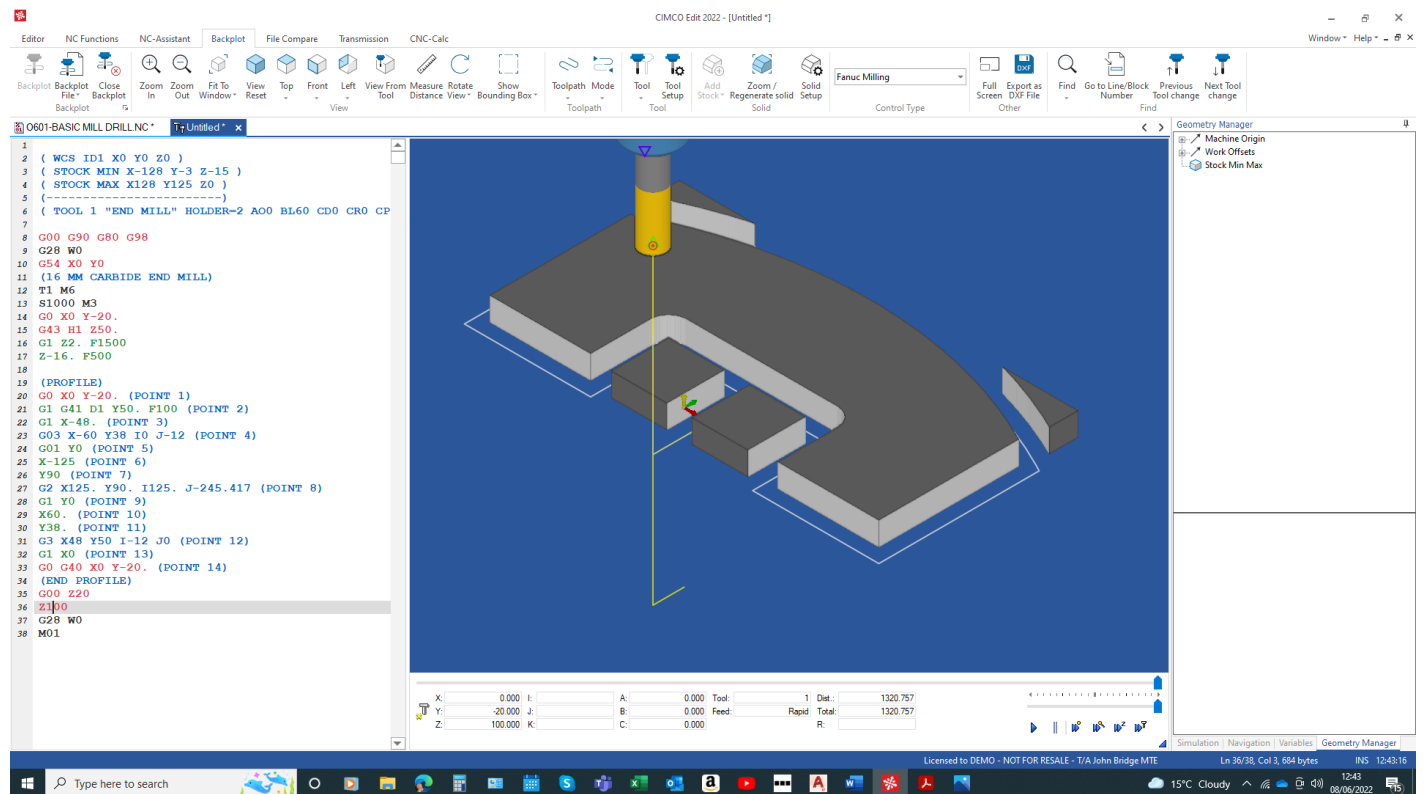 CIMCO Edit 2022 - [Untitled *]
Editor NC Functions NC-Assistant Backplot File Compare Transmission CNC-Calc Window Help
Backplot Backplot File Close Backplot Zoom In Zoom Out Fit To Window View Reset Top Front Left View From Tool Measure Distance Rotate View Show Bounding Box Toolpath Mode Tool Tool Setup Add Stock Zoom / Regenerate solid Solid Setup Fanuc Milling Full Screen Export as DXF File Find Go to Line/Block Number Previous Tool change Next Tool change
DXF
Backplot View Toolpath Tool Solid Control Type Other Find
O601-BASIC MILL DRILL.NC * Untitled * x
Geometry Manager
Machine Origin
Work Offsets
Stock Min Max
1
2 ( WCS ID1 X0 Y0 Z0 )
3 ( STOCK MIN X-128 Y-3 Z-15 )
4 ( STOCK MAX X128 Y125 Z0 )
5 (------------------------)
6 ( TOOL 1 "END MILL" HOLDER=2 AO0 BL60 CD0 CR0 CP
7
8 G00 G90 G80 G98
9 G28 W0
10 G54 X0 Y0
11 (16 MM CARBIDE END MILL)
12 T1 M6
13 S1000 M3
14 G0 X0 Y-20.
15 G43 H1 Z50.
16 G1 Z2. F1500
17 Z-16. F500
18
19 (PROFILE)
20 G0 X0 Y-20. (POINT 1)
21 G1 G41 D1 Y50. F100 (POINT 2)
22 G1 X-48. (POINT 3)
23 G03 X-60 Y38 I0 J-12 (POINT 4)
24 G01 Y0 (POINT 5)
25 X-125 (POINT 6)
26 Y90 (POINT 7)
27 G2 X125. Y90. I125. J-245.417 (POINT 8)
28 G1 Y0 (POINT 9)
29 X60. (POINT 10)
30 Y38. (POINT 11)
31 G3 X48 Y50 I-12 J0 (POINT 12)
32 G1 X0 (POINT 13)
33 G0 G40 X0 Y-20. (POINT 14)
34 (END PROFILE)
35 G00 Z20
36 Z100
37 G28 W0
38 M01
X: 0.000 I: A: 0.000 Tool: 1 Dist.: 1320.757
Y: -20.000 J: B: 0.000 Feed: Rapid Total: 1320.757
Z: 100.000 K: C: 0.000 R:
Simulation Navigation Variables Geometry Manager
Licensed to DEMO - NOT FOR RESALE - T/A John Bridge MTE Ln 36/38, Col 3, 684 bytes INS 12:43:16
Type here to search 15°C Cloudy 12:43
08/06/2022
15